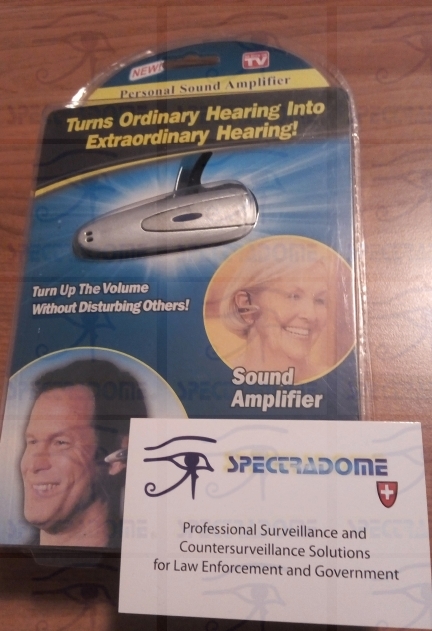 NEW!
AS SEEN ON
TV
Personal Sound Amplifier
Turns Ordinary Hearing Into
Extraordinary Hearing!
Turn Up The Volume
Without Disturbing Others!
Sound
Amplifier
SPECTRADOME
Professional Surveillance and
Countersurveillance Solutions
for Law Enforcement and Government